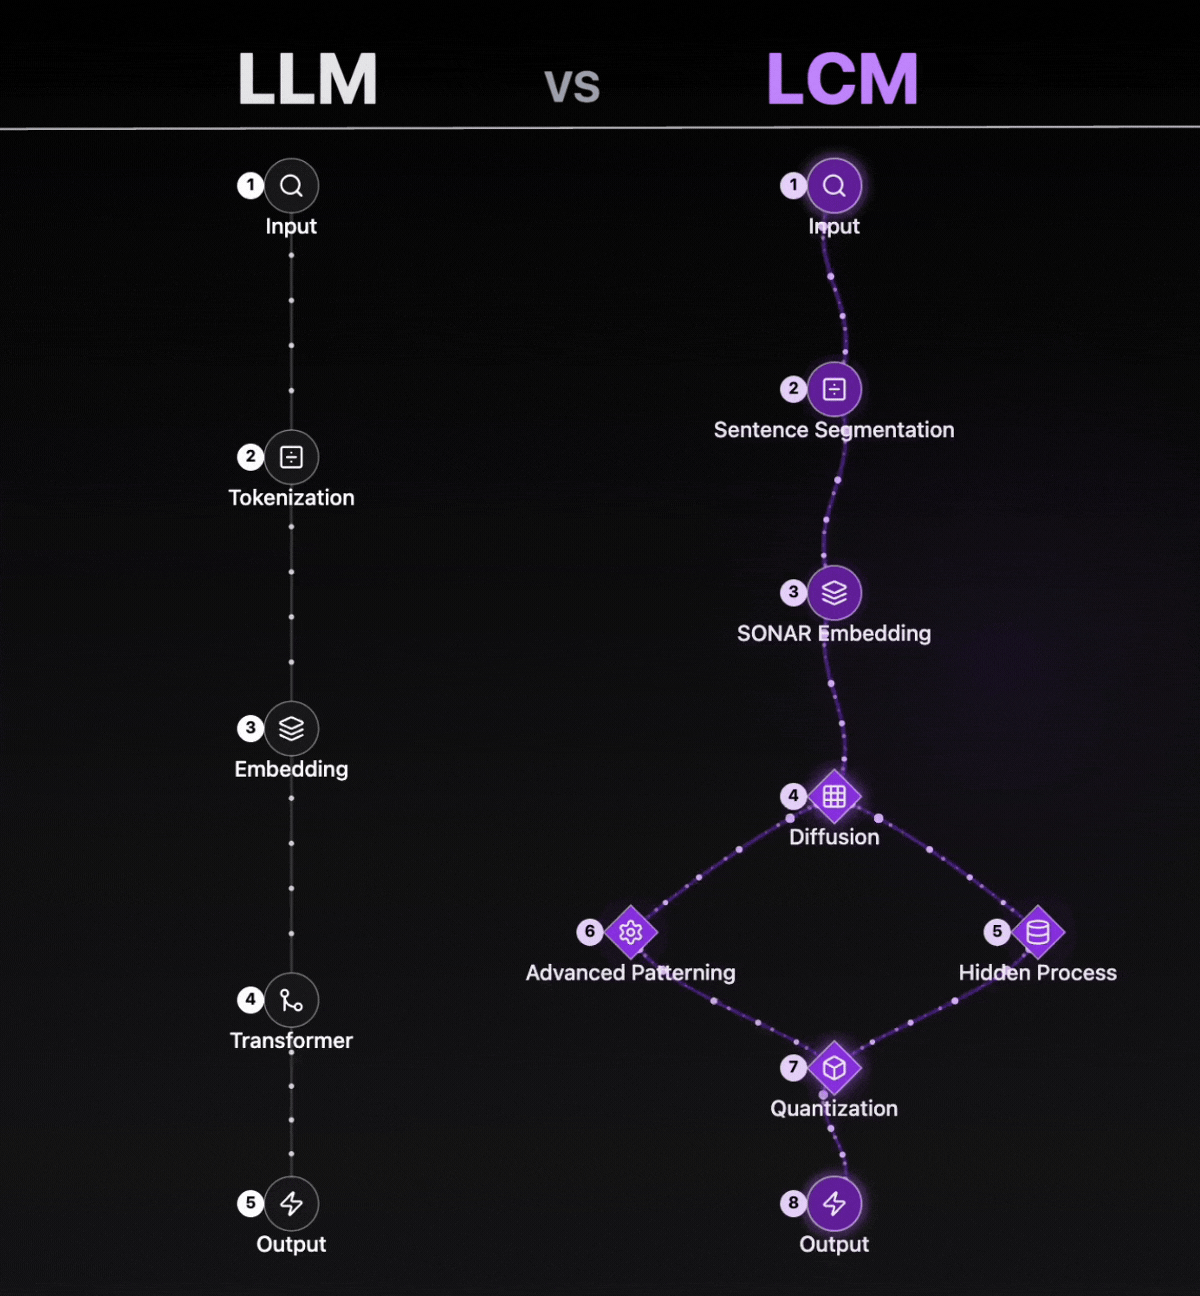 LLM vs LCM
1
Input
2
Tokenization
3
Embedding
4
Transformer
5
Output
1
Input
2
Sentence Segmentation
3
SONAR Embedding
4
Diffusion
6
Advanced Patterning
5
Hidden Process
7
Quantization
8
Output